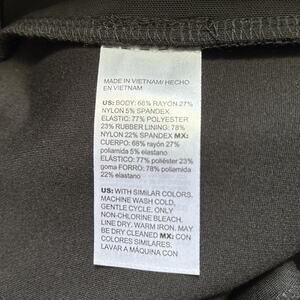 MADE IN VIETNAM/ HECHO
EN VIETNAM
US: BODY: 66% RAYON 27%
NYLON 5% SPANDEX
ELASTIC: 77% POLYESTER
23% RUBBER LINING: 78%
NYLON 22% SPANDEX MX:
CUERPO: 68% rayón 27%
poliamida 5% elastano
ELÁSTICO: 77% poliéster 23%
goma FORRO: 78% poliamida
22% elastano
US: WITH SIMILAR COLORS.
MACHINE WASH COLD,
GENTLE CYCLE. ONLY
NON-CHLORINE BLEACH.
LINE DRY. WARM IRON. MAY
BE DRY CLEANED MX: CON
COLORES SIMILARES.
LAVAR A MÁQUINA CON